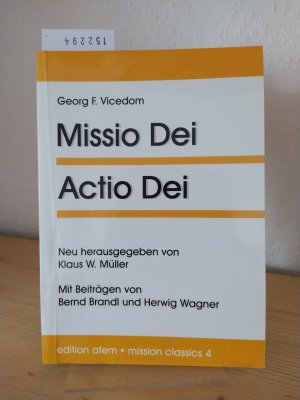 152294
Georg F. Vicedom
Missio Dei
Actio Dei
Neu herausgegeben von
Klaus W. Müller
Mit Beiträgen von
Bernd Brandl und Herwig Wagner
edition afem • mission classics 4